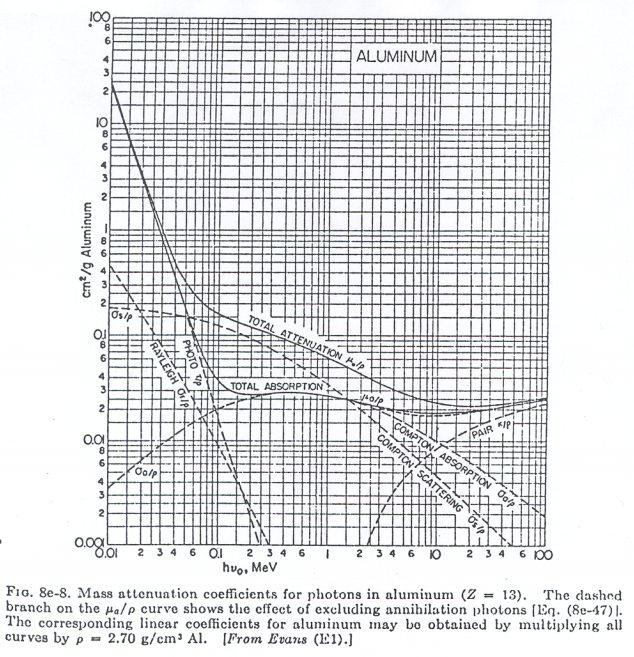 100
8
6
4
3
2
10
8
6
4
3
2
1
8
6
4
3
2
0.1
8
6
4
3
2
0.01
8
6
4
3
2
0.001
cm²/g Aluminum
ALUMINUM
σs/ρ
RAYLEIGH σr/ρ
PHOTO τ/ρ
TOTAL ATTENUATION μo/ρ
TOTAL ABSORPTION
μa/ρ
COMPTON ABSORPTION σa/ρ
COMPTON SCATTERING σs/ρ
PAIR κ/ρ
σa/ρ
0.01 2 3 4 6 0.1 2 3 4 6 1 2 3 4 6 10 2 3 4 6 100
hνo, MeV
FIG. 8e-8. Mass attenuation coefficients for photons in aluminum (Z = 13). The dashed
branch on the μa/ρ curve shows the effect of excluding annihilation photons [Eq. (8e-47)].
The corresponding linear coefficients for aluminum may be obtained by multiplying all
curves by ρ = 2.70 g/cm³ Al. [From Evans (E1).]